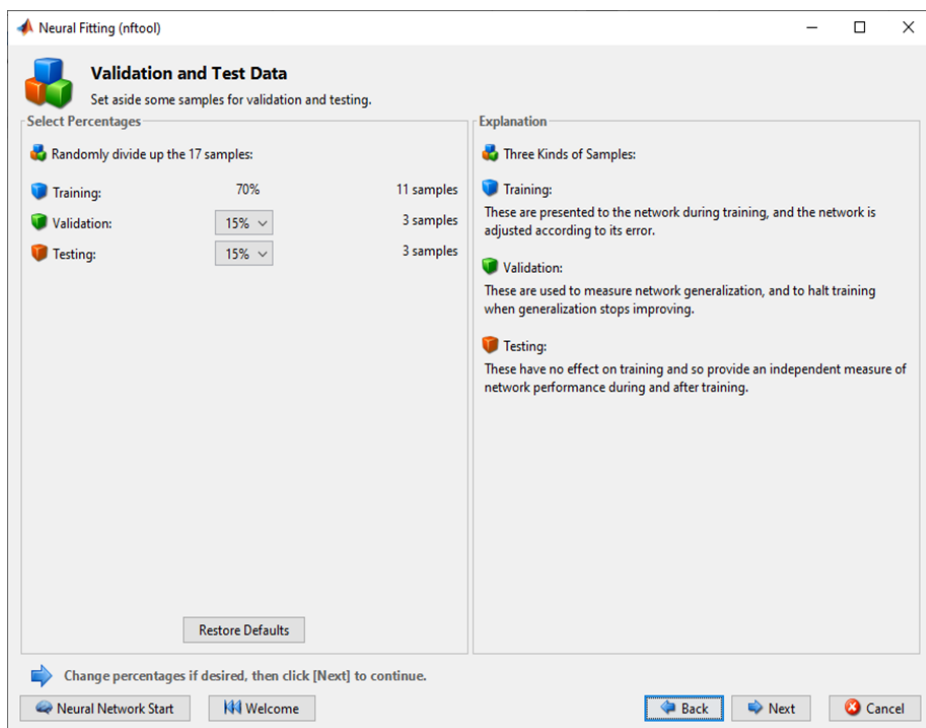 Neural Fitting (nftool)
Validation and Test Data
Set aside some samples for validation and testing.
Select Percentages
Randomly divide up the 17 samples:
Training: 70% 11 samples
Validation: 15% 3 samples
Testing: 15% 3 samples
Restore Defaults
Explanation
Three Kinds of Samples:
Training:
These are presented to the network during training, and the network is
adjusted according to its error.
Validation:
These are used to measure network generalization, and to halt training
when generalization stops improving.
Testing:
These have no effect on training and so provide an independent measure of
network performance during and after training.
Change percentages if desired, then click [Next] to continue.
Neural Network Start Welcome Back Next Cancel